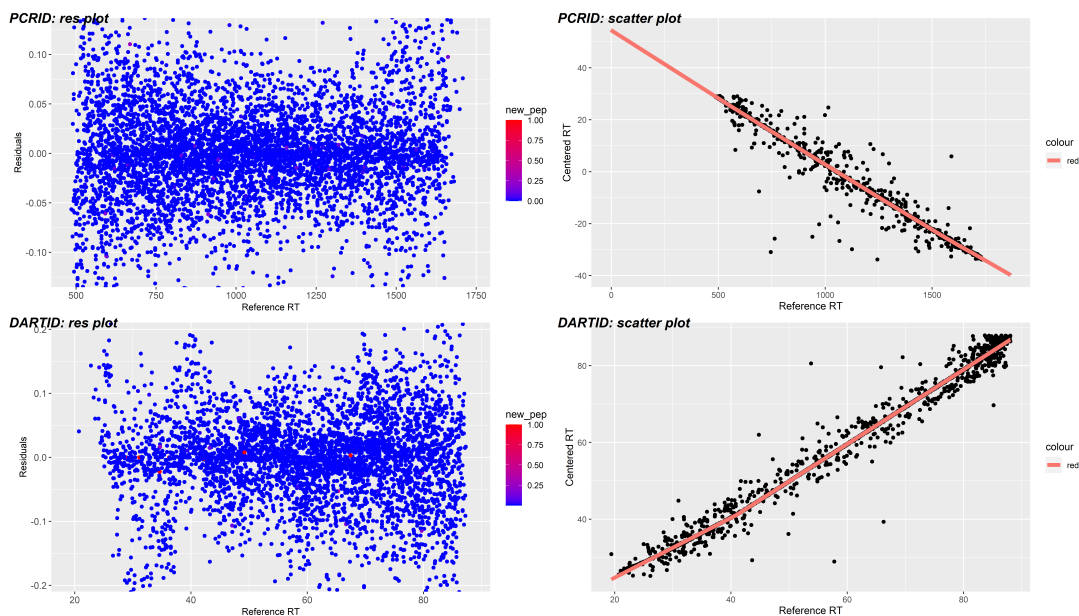 PCRID: res plot
0.10
0.05
0.00
-0.05
-0.10
Residuals
500
750
1000
1250
1500
1750
Reference RT
new_pep
1.00
0.75
0.50
0.25
0.00
PCRID: scatter plot
40
20
0
-20
-40
Centered RT
0
500
1000
1500
Reference RT
colour
red
DARTID: res plot
0.2
0.1
0.0
-0.1
-0.2
Residuals
20
40
60
80
Reference RT
new_pep
1.00
0.75
0.50
0.25
DARTID: scatter plot
80
60
40
Centered RT
20
40
60
80
Reference RT
colour
red